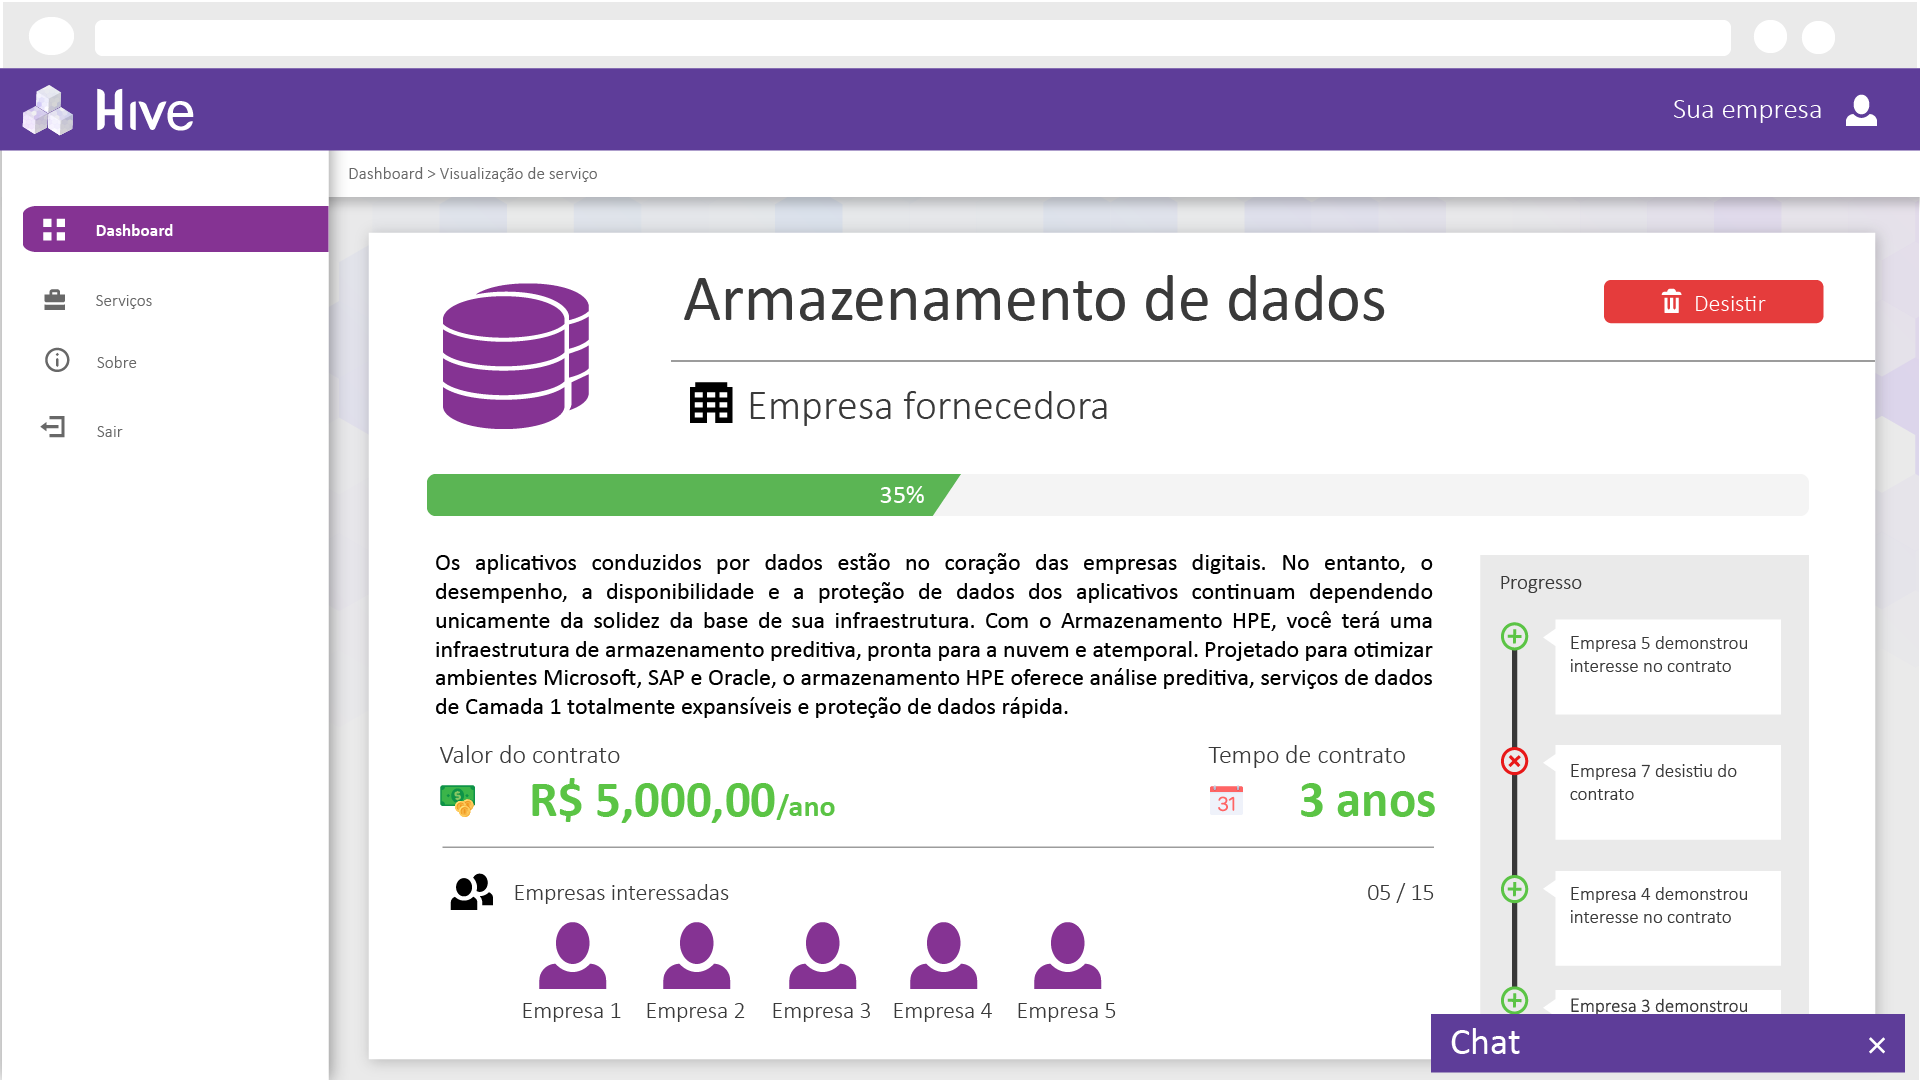 Hive
Sua empresa
Dashboard > Visualização de serviço
Dashboard
Serviços
Sobre
Sair
Armazenamento de dados
Desistir
Empresa fornecedora
35%
Os aplicativos conduzidos por dados estão no coração das empresas digitais. No entanto, o
desempenho, a disponibilidade e a proteção de dados dos aplicativos continuam dependendo
unicamente da solidez da base de sua infraestrutura. Com o Armazenamento HPE, você terá uma
infraestrutura de armazenamento preditiva, pronta para a nuvem e atemporal. Projetado para otimizar
ambientes Microsoft, SAP e Oracle, o armazenamento HPE oferece análise preditiva, serviços de dados
de Camada 1 totalmente expansíveis e proteção de dados rápida.
Valor do contrato
R$ 5,000,00/ano
Tempo de contrato
31
3 anos
Empresas interessadas
05 / 15
Empresa 1
Empresa 2
Empresa 3
Empresa 4
Empresa 5
Progresso
Empresa 5 demonstrou
interesse no contrato
Empresa 7 desistiu do
contrato
Empresa 4 demonstrou
interesse no contrato
Empresa 3 demonstrou
Chat